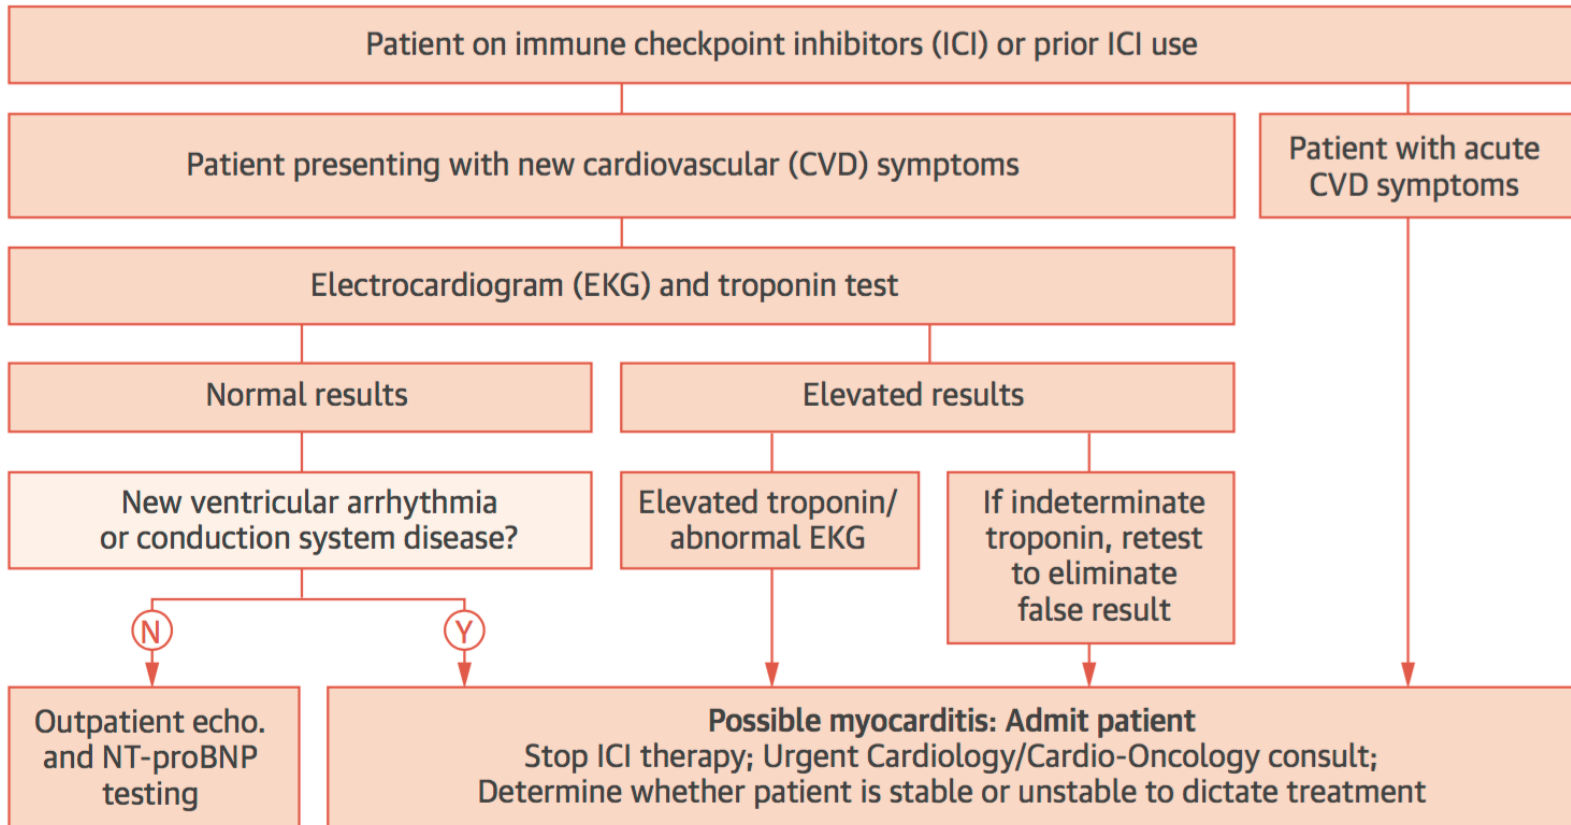 Patient on immune checkpoint inhibitors (ICI) or prior ICI use
Patient presenting with new cardiovascular (CVD) symptoms
Patient with acute
CVD symptoms
Electrocardiogram (EKG) and troponin test
Normal results
Elevated results
New ventricular arrhythmia
or conduction system disease?
Elevated troponin/
abnormal EKG
If indeterminate
troponin, retest
to eliminate
false result
N
Y
Outpatient echo.
and NT-proBNP
testing
Possible myocarditis: Admit patient
Stop ICI therapy; Urgent Cardiology/Cardio-Oncology consult;
Determine whether patient is stable or unstable to dictate treatment